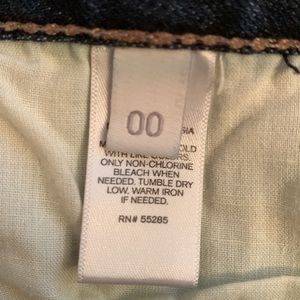 00
WITH LIKE COLORS.
ONLY NON-CHLORINE
BLEACH WHEN
NEEDED. TUMBLE DRY
LOW. WARM IRON
IF NEEDED.
RN# 55285